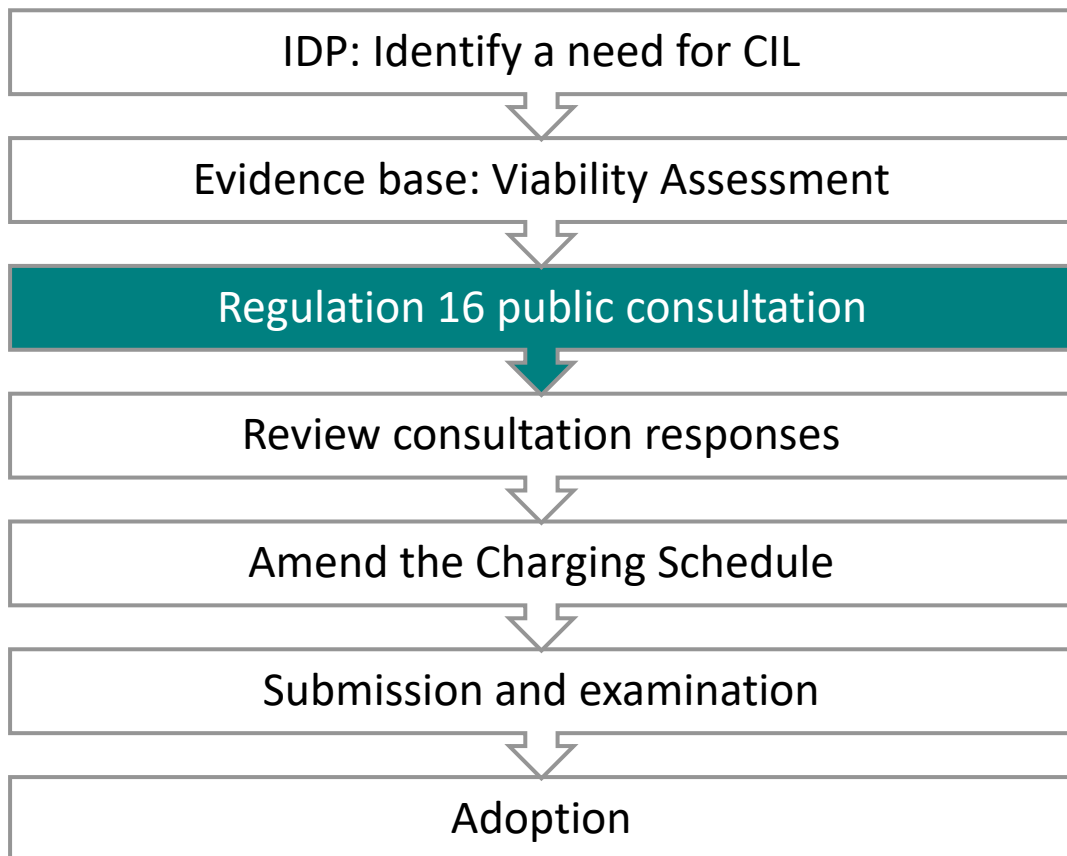 IDP: Identify a need for CIL
Evidence base: Viability Assessment
Regulation 16 public consultation
Review consultation responses
Amend the Charging Schedule
Submission and examination
Adoption